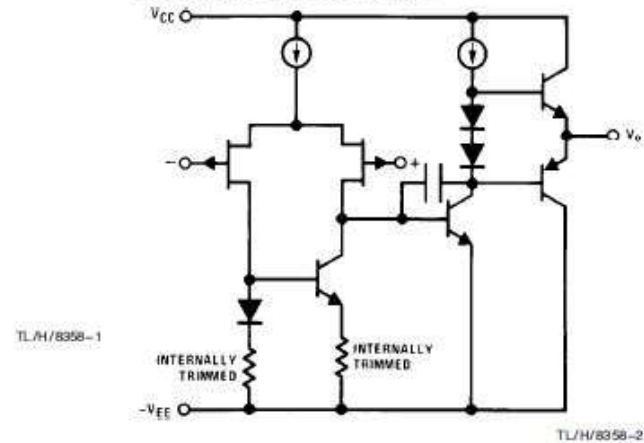 VCC
-
+
Vo
TL/H/8358-1
INTERNALLY
TRIMMED
INTERNALLY
TRIMMED
-VEE
TL/H/8358-2